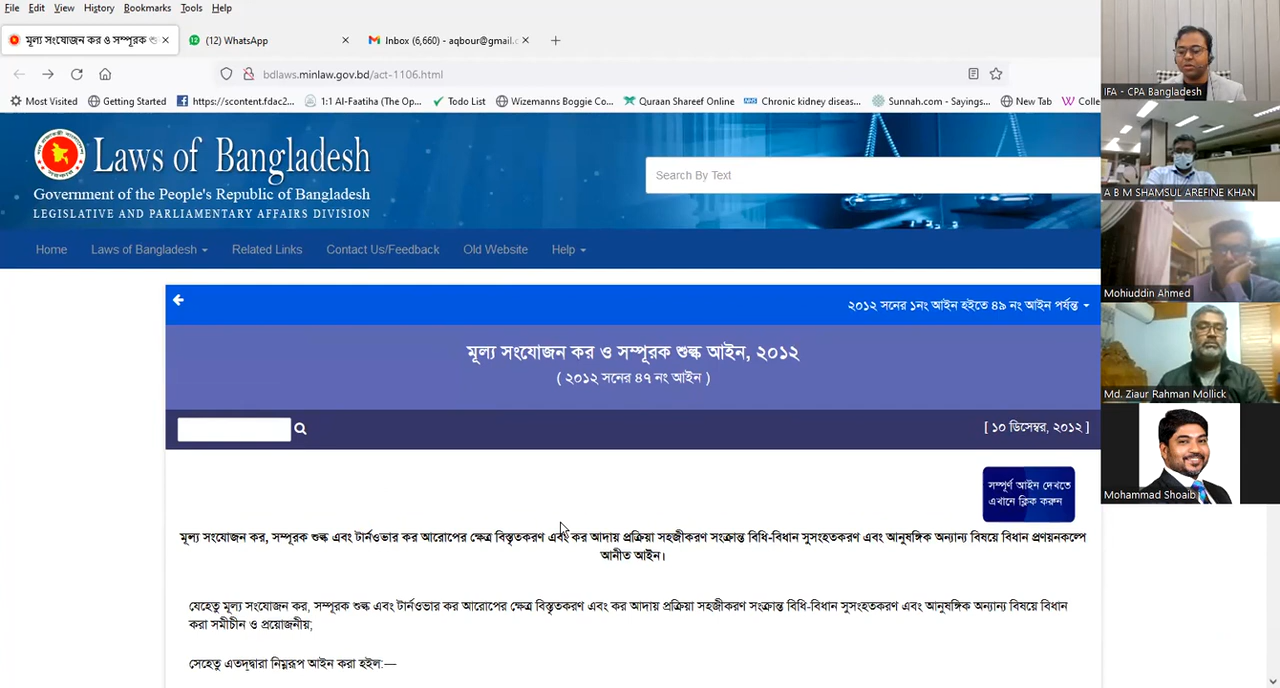 File Edit View History Bookmarks Tools Help
মূল্য সংযোজন কর ও সম্পূরক শু
(12) WhatsApp
Inbox (6,660) - aqbour@gmail.c
bdlaws.minlaw.gov.bd/act-1106.html
Most Visited Getting Started https://scontent.fdac2... 1:1 Al-Faatiha (The Op... Todo List Wizemanns Boggie Co... Quraan Shareef Online Chronic kidney diseas... Sunnah.com - Sayings... New Tab Colle
Laws of Bangladesh
Government of the People's Republic of Bangladesh
LEGISLATIVE AND PARLIAMENTARY AFFAIRS DIVISION
Search By Text
Home Laws of Bangladesh Related Links Contact Us/Feedback Old Website Help
২০১২ সনের ১নং আইন হইতে ৪৯ নং আইন পর্যন্ত
মূল্য সংযোজন কর ও সম্পূরক শুল্ক আইন, ২০১২
( ২০১২ সনের ৪৭ নং আইন )
[ ১০ ডিসেম্বর, ২০১২ ]
সম্পূর্ণ আইন দেখতে
এখানে ক্লিক করুন
মূল্য সংযোজন কর, সম্পূরক শুল্ক এবং টার্নওভার কর আরোপের ক্ষেত্র বিস্তৃতকরণ এবং কর আদায় প্রক্রিয়া সহজীকরণ সংক্রান্ত বিধি-বিধান সুসংহতকরণ এবং আনুষঙ্গিক অন্যান্য বিষয়ে বিধান প্রণয়নকল্পে
আনীত আইন।
যেহেতু মূল্য সংযোজন কর, সম্পূরক শুল্ক এবং টার্নওভার কর আরোপের ক্ষেত্র বিস্তৃতকরণ এবং কর আদায় প্রক্রিয়া সহজীকরণ সংক্রান্ত বিধি-বিধান সুসংহতকরণ এবং আনুষঙ্গিক অন্যান্য বিষয়ে বিধান
করা সমীচীন ও প্রয়োজনীয়;
সেহেতু এতদ্দ্বারা নিম্নরূপ আইন করা হইল:—
IFA - CPA Bangladesh
A B M SHAMSUL AREFINE KHAN
Mohiuddin Ahmed
Md. Ziaur Rahman Mollick
Mohammad Shoaib